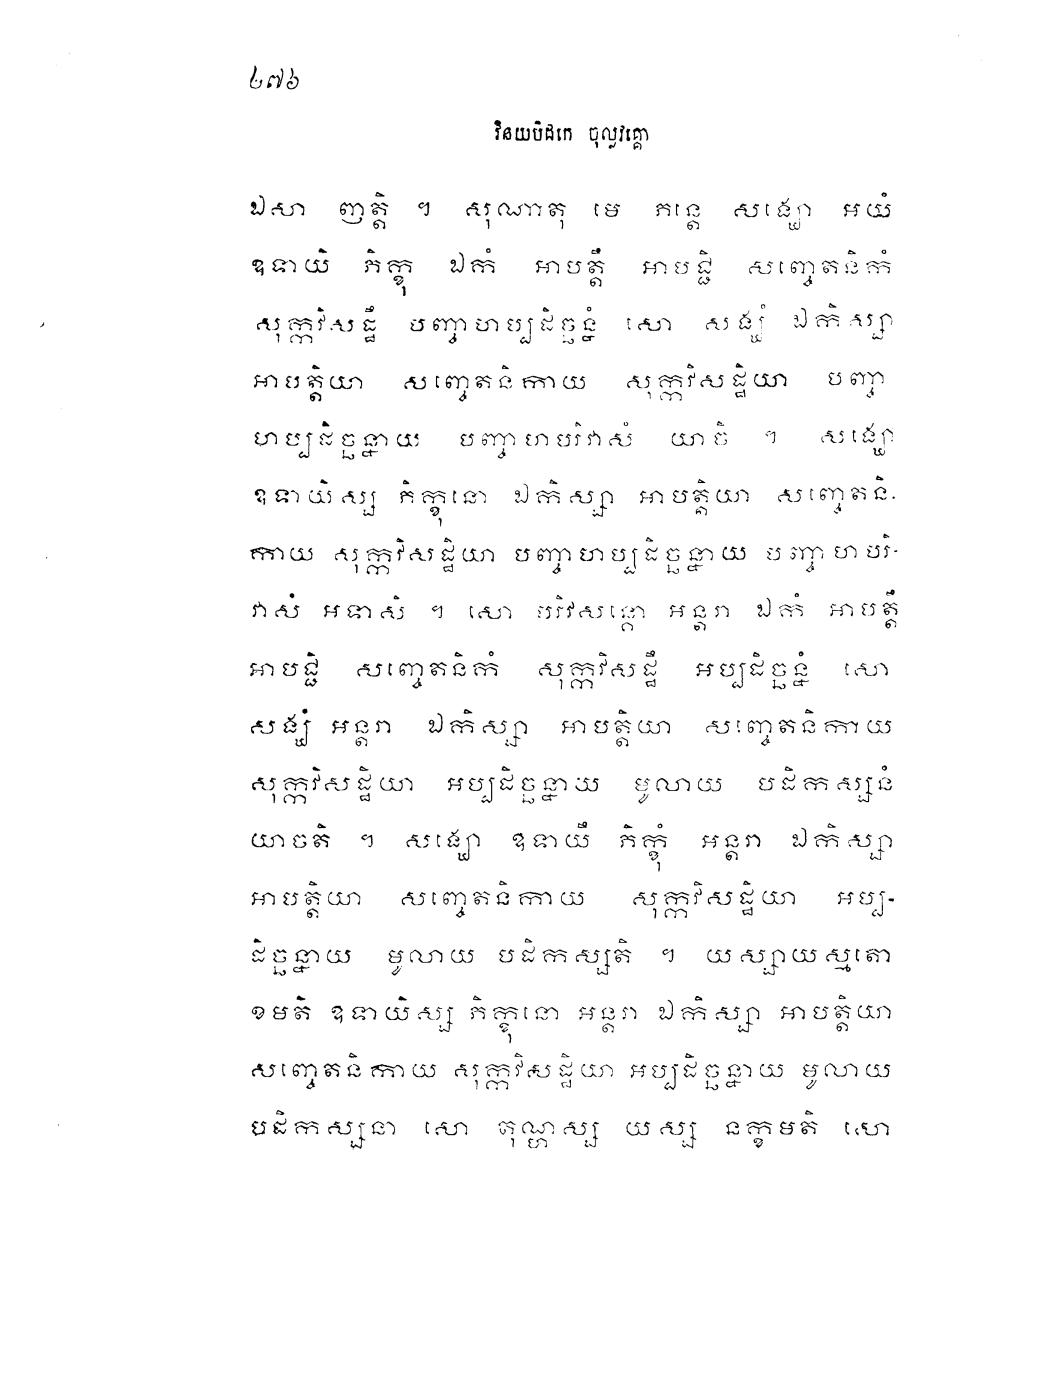 ២៧៦
វិនយបិដកេ ចុល្លវគ្គោ
ឯសា ញត្តិ ។ សុណាតុ មេ ភន្តេ សង្ឃោ អយំ
ឧទាយិ ភិក្ខុ ឯកំ អាបត្តឹ អាបជ្ជិ សញ្ចេតនិកំ
សុក្កវិសដ្ឋឹ បញ្ចាហប្បដិច្ឆន្នំ សោ សង្ឃំ ឯកិស្សា
អាបត្តិយា សញ្ចេតនិកាយ សុក្កវិសដ្ឋិយា បញ្ចា
ហប្បដិច្ឆន្នាយ បញ្ចាហបរិវាសំ យាចិ ។ សង្ឃោ
ឧទាយិស្ស ភិក្ខុនោ ឯកិស្សា អាបត្តិយា សញ្ចេតនិ-
កាយ សុក្កវិសដ្ឋិយា បញ្ចាហប្បដិច្ឆន្នាយ បញ្ចាហបរិ-
វាសំ អទាសិ ។ សោ បរិវសន្តោ អន្តរា ឯកំ អាបត្តឹ
អាបជ្ជិ សញ្ចេតនិកំ សុក្កវិសដ្ឋឹ អប្បដិច្ឆន្នំ សោ
សង្ឃំ អន្តរា ឯកិស្សា អាបត្តិយា សញ្ចេតនិកាយ
សុក្កវិសដ្ឋិយា អប្បដិច្ឆន្នាយ មូលាយ បដិកស្សនំ
យាចតិ ។ សង្ឃោ ឧទាយឹ ភិក្ខុំ អន្តរា ឯកិស្សា
អាបត្តិយា សញ្ចេតនិកាយ សុក្កវិសដ្ឋិយា អប្ប-
ដិច្ឆន្នាយ មូលាយ បដិកស្សតិ ។ យស្សាយស្មតោ
ខមតិ ឧទាយិស្ស ភិក្ខុនោ អន្តរា ឯកិស្សា អាបត្តិយា
សញ្ចេតនិកាយ សុក្កវិសដ្ឋិយា អប្បដិច្ឆន្នាយ មូលាយ
បដិកស្សនា សោ តុណ្ហស្ស យស្ស នក្ខមតិ សោ